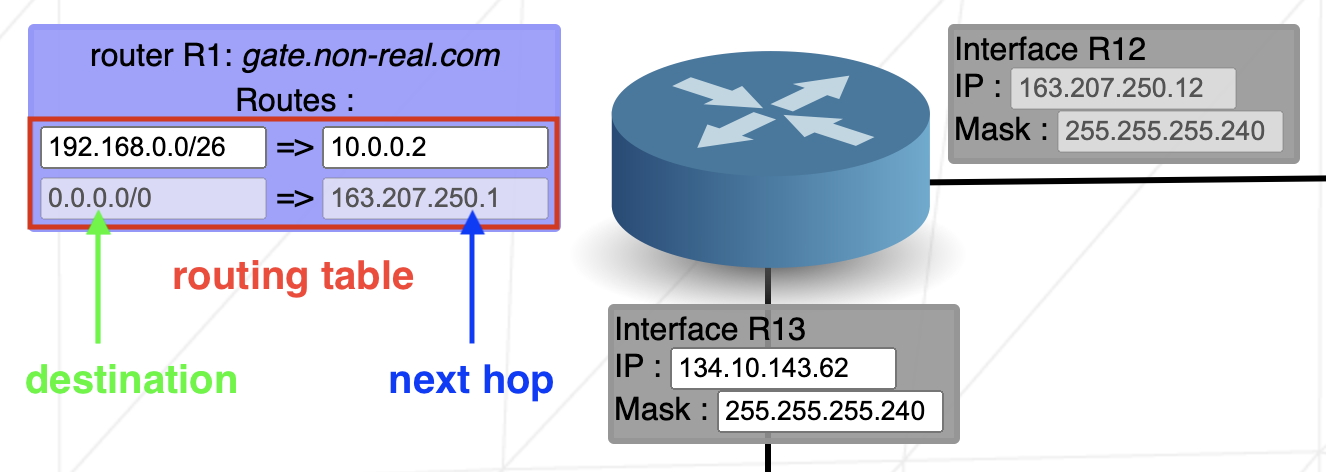 router R1: gate.non-real.com
Routes :
192.168.0.0/26 => 10.0.0.2
0.0.0.0/0 => 163.207.250.1
routing table
destination
next hop
Interface R12
IP : 163.207.250.12
Mask : 255.255.255.240
Interface R13
IP : 134.10.143.62
Mask : 255.255.255.240